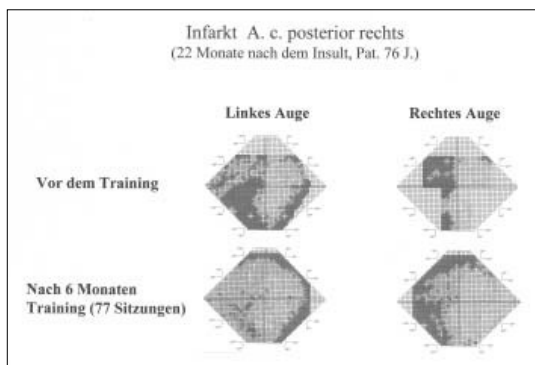 Infarkt A. c. posterior rechts
(22 Monate nach dem Insult, Pat. 76 J.)
Linkes Auge
Rechtes Auge
Vor dem Training
Nach 6 Monaten
Training (77 Sitzungen)